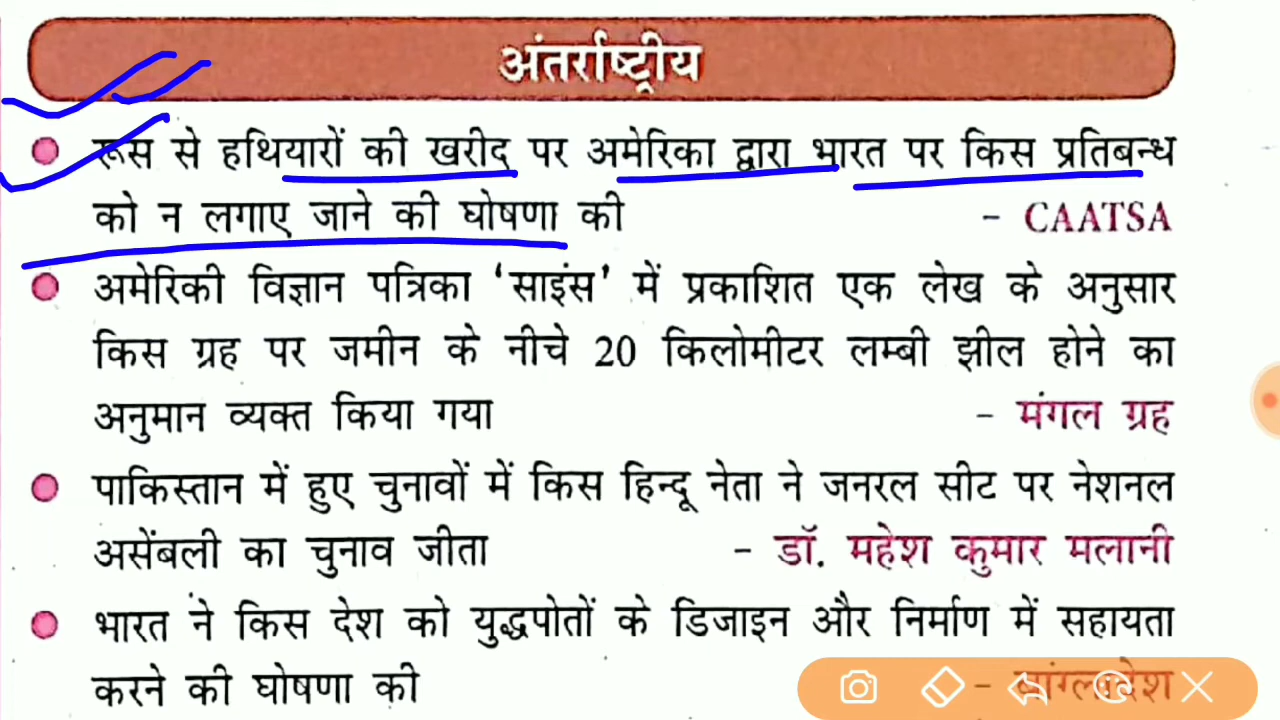 अंतर्राष्ट्रीय
रूस से हथियारों की खरीद पर अमेरिका द्वारा भारत पर किस प्रतिबन्ध
को न लगाए जाने की घोषणा की - CAATSA
अमेरिकी विज्ञान पत्रिका ‘साइंस’ में प्रकाशित एक लेख के अनुसार
किस ग्रह पर जमीन के नीचे 20 किलोमीटर लम्बी झील होने का
अनुमान व्यक्त किया गया - मंगल ग्रह
पाकिस्तान में हुए चुनावों में किस हिन्दू नेता ने जनरल सीट पर नेशनल
असेंबली का चुनाव जीता - डॉ. महेश कुमार मलानी
भारत ने किस देश को युद्धपोतों के डिजाइन और निर्माण में सहायता
करने की घोषणा की - बांग्लादेश